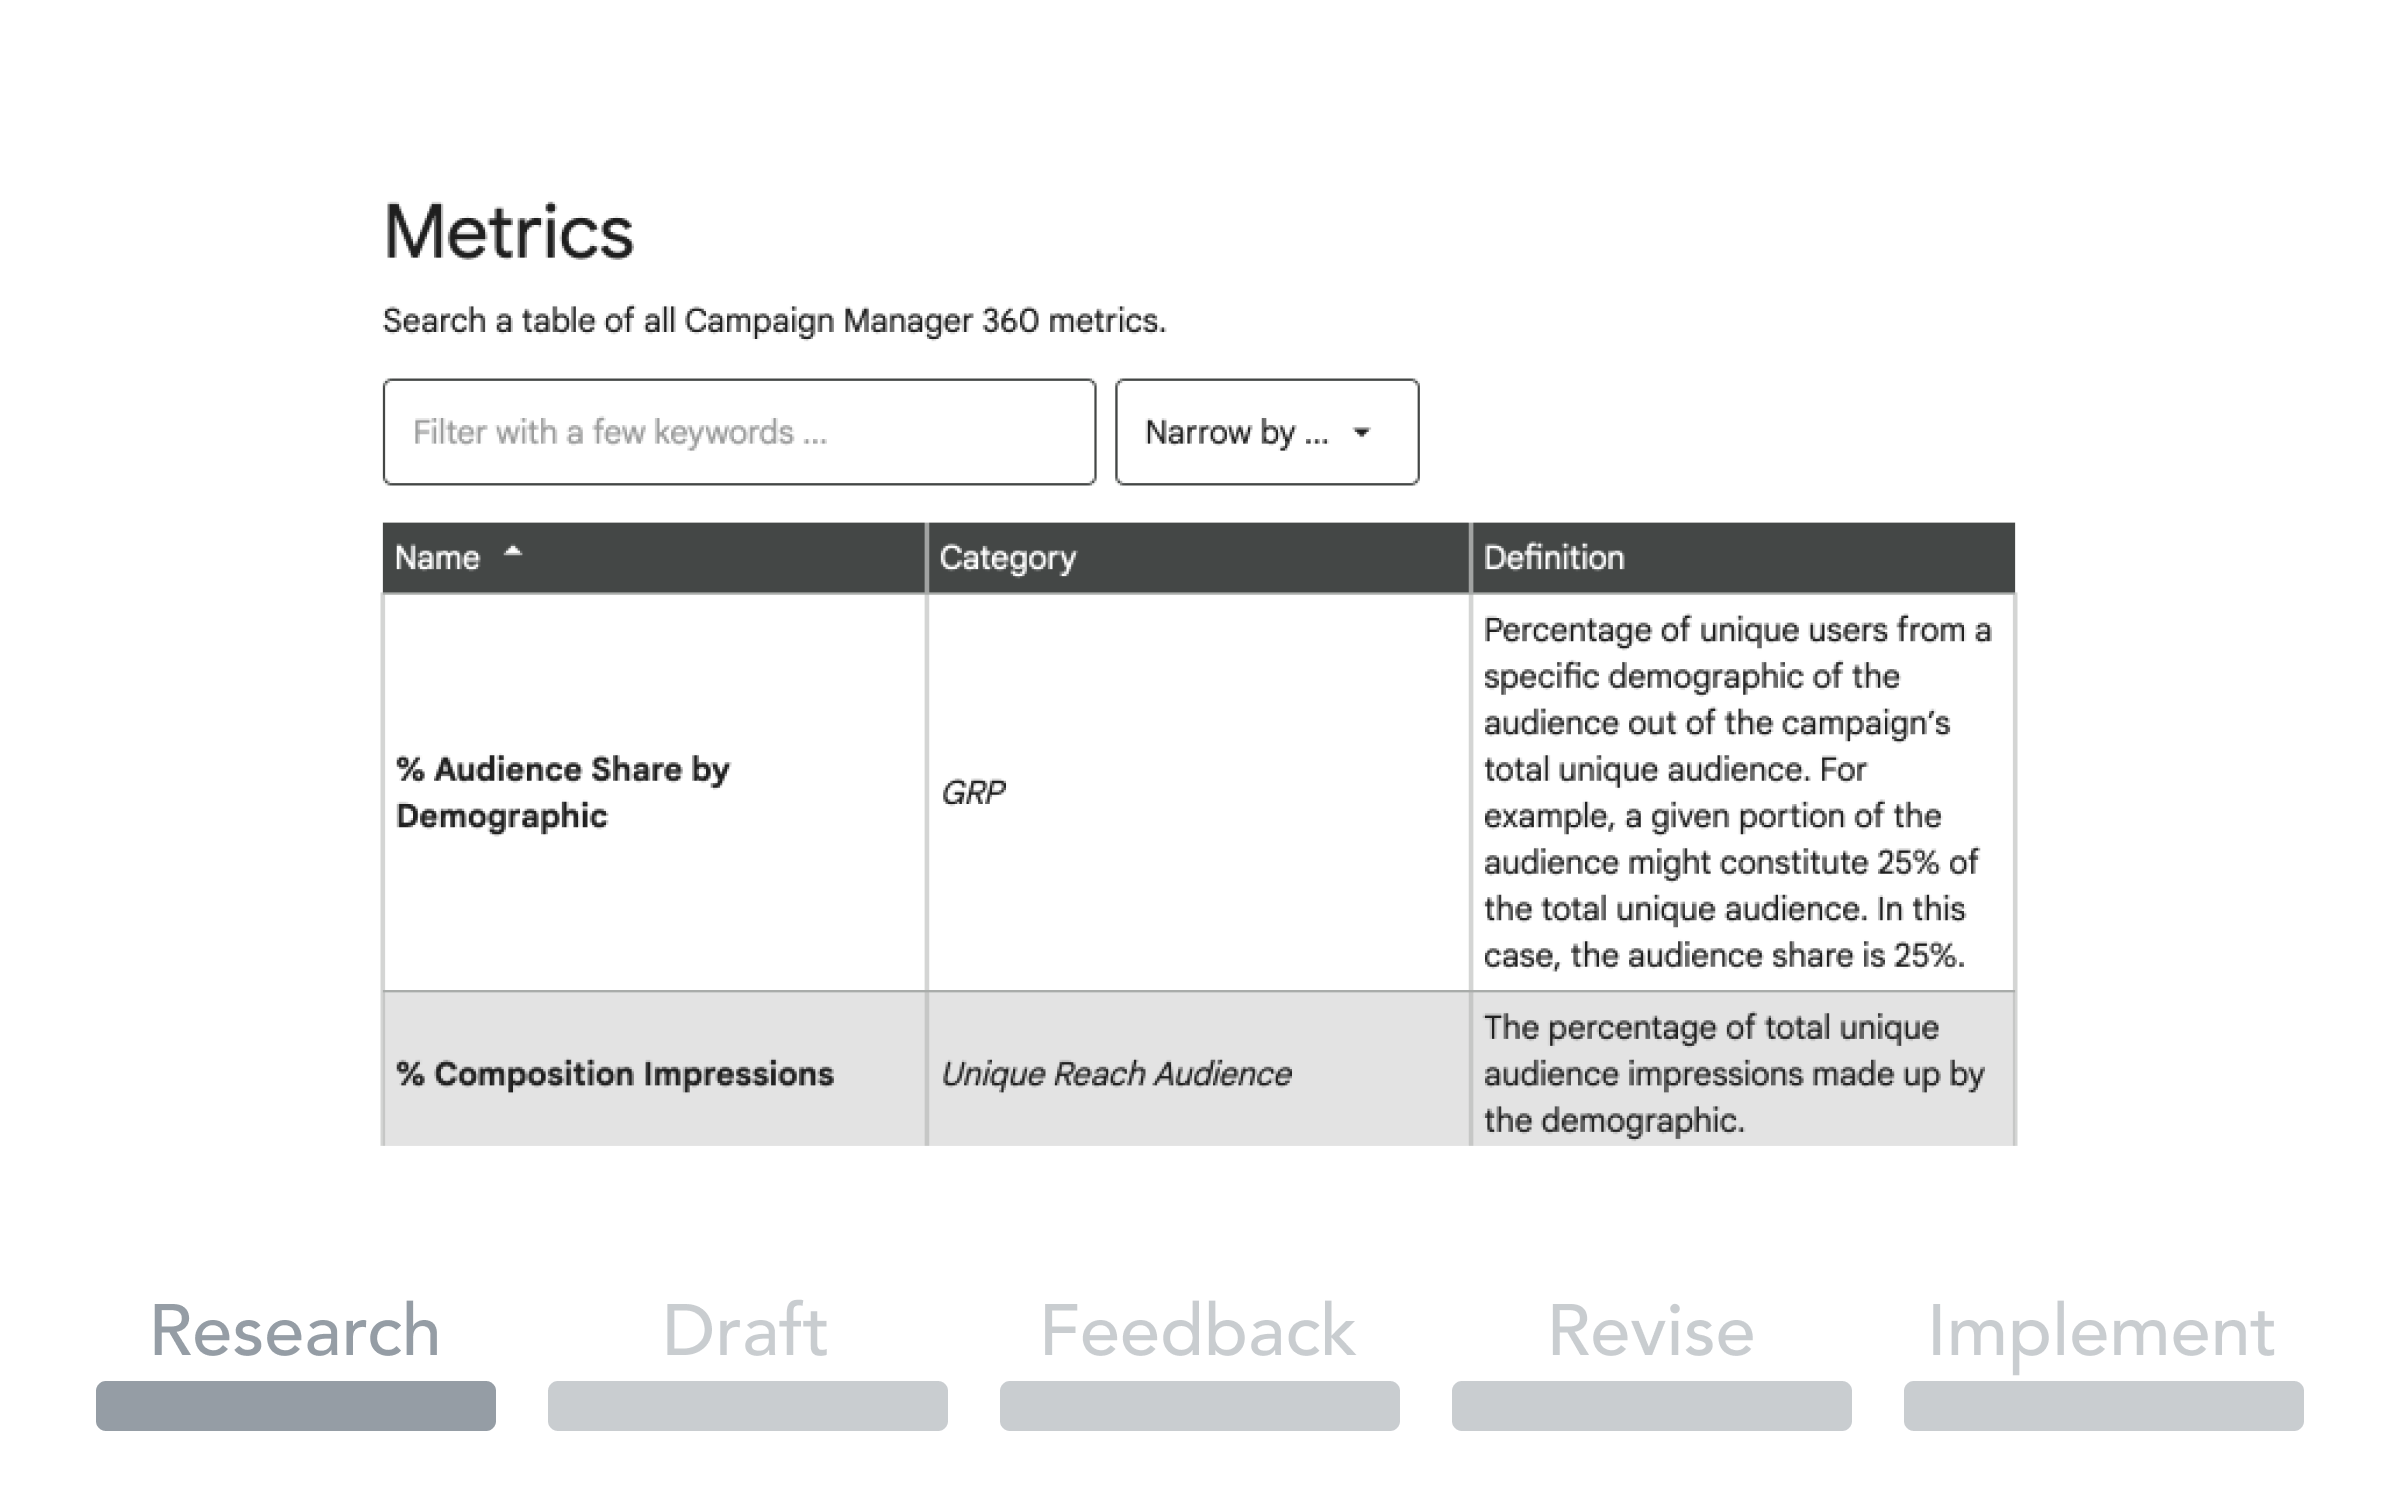 Metrics
Search a table of all Campaign Manager 360 metrics.
Filter with a few keywords ...
Narrow by ...
Name
Category
Definition
% Audience Share by
Demographic
GRP
Percentage of unique users from a
specific demographic of the
audience out of the campaign’s
total unique audience. For
example, a given portion of the
audience might constitute 25% of
the total unique audience. In this
case, the audience share is 25%.
% Composition Impressions
Unique Reach Audience
The percentage of total unique
audience impressions made up by
the demographic.
Research
Draft
Feedback
Revise
Implement